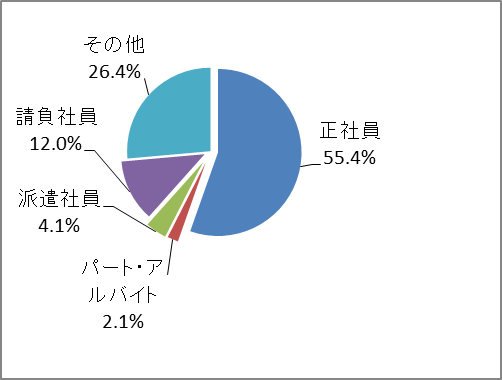 その他
26.4%
正社員
55.4%
請負社員
12.0%
派遣社員
4.1%
パート・ア
ルバイト
2.1%